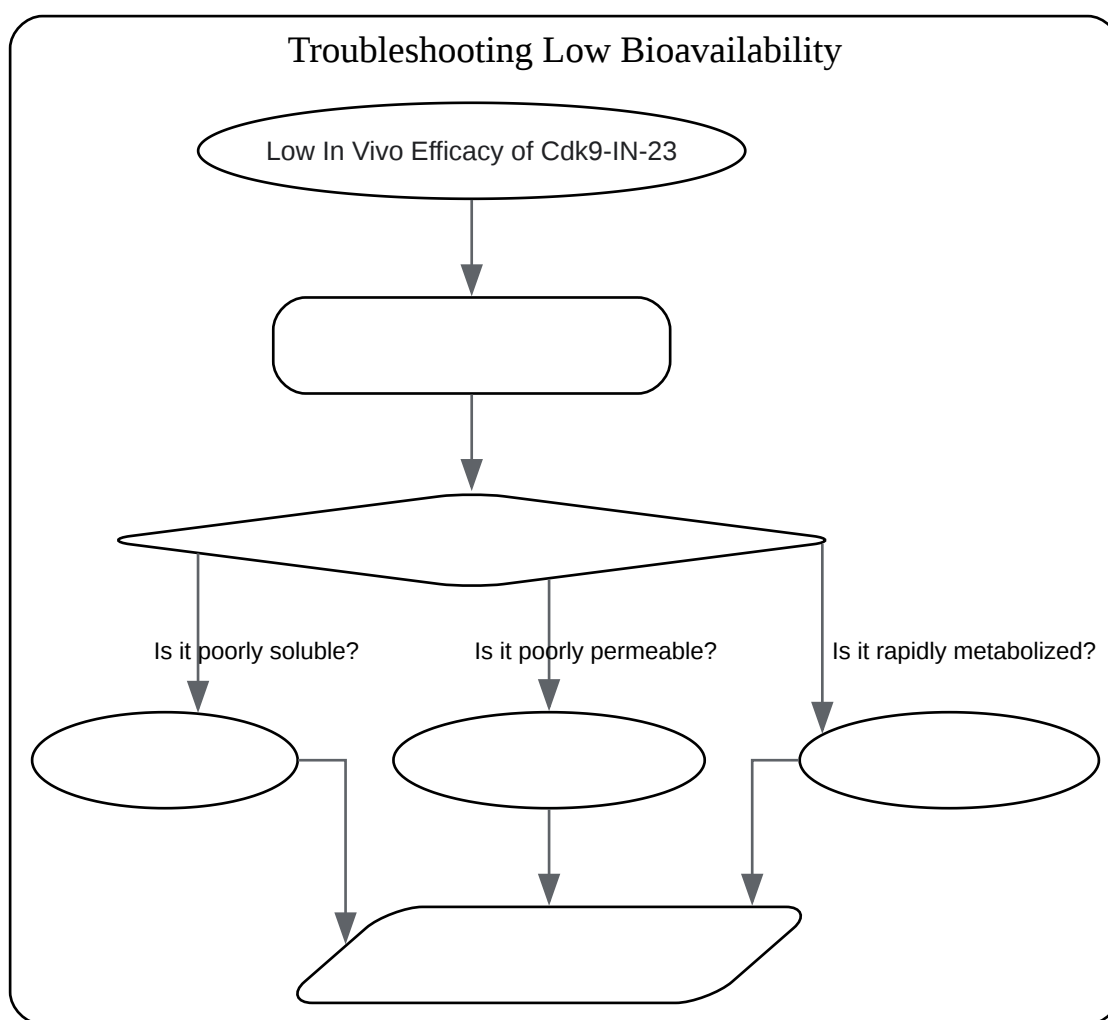 Troubleshooting Low Bioavailability
Low In Vivo Efficacy of Cdk9-IN-23
Is it poorly soluble?
Is it poorly permeable?
Is it rapidly metabolized?